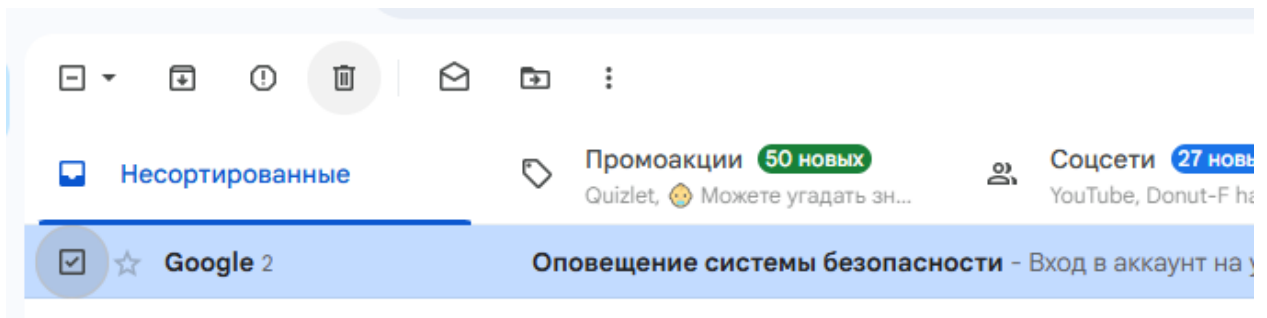 Несортированные
Промоакции 50 новых
Quizlet, 👶 Можете угадать зн...
Соцсети 27
YouTube, Donut-F
Google 2
Оповещение системы безопасности - Вход в аккаунт на